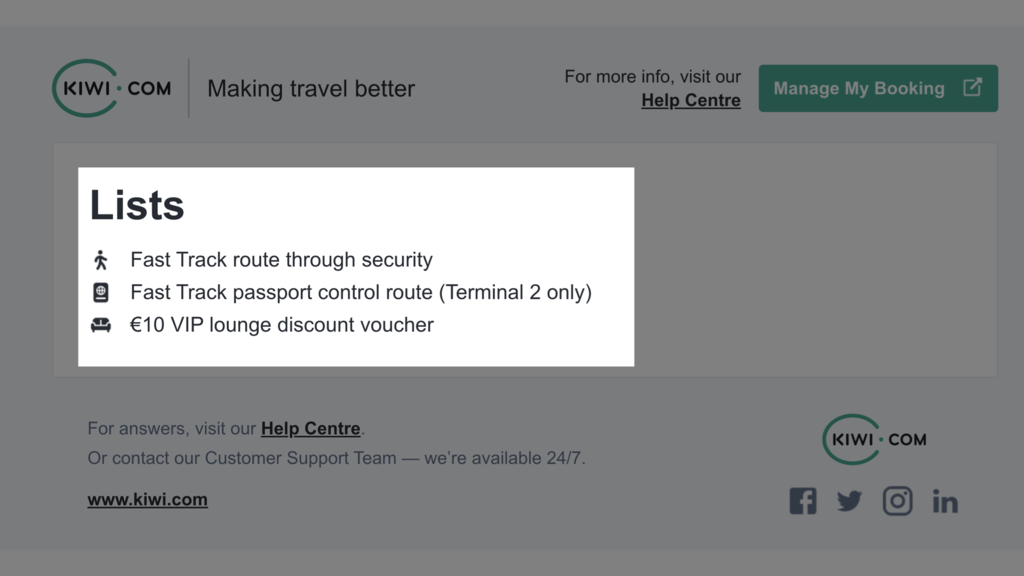 KIWI.COM
Making travel better
For more info, visit our
Help Centre
Manage My Booking
Lists
Fast Track route through security
Fast Track passport control route (Terminal 2 only)
€10 VIP lounge discount voucher
For answers, visit our Help Centre.
Or contact our Customer Support Team — we’re available 24/7.
www.kiwi.com
KIWI.COM